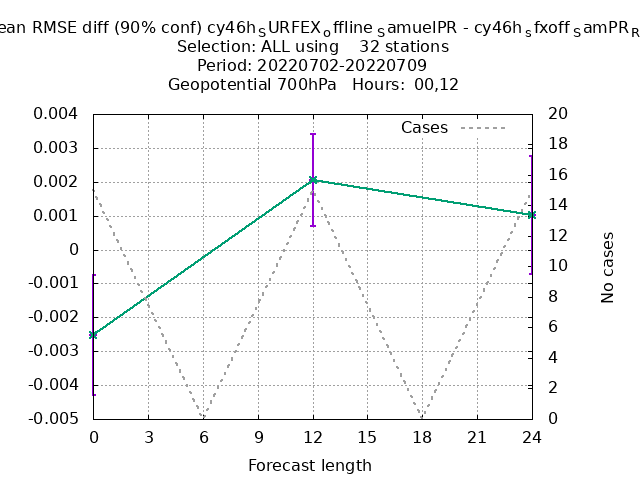 ean RMSE diff (90% conf) cy46h_SURFEX_offline_SamuelPR - cy46h_sfxoff_SamPR_R
Selection: ALL using 32 stations
Period: 20220702-20220709
Geopotential 700hPa Hours: 00,12
Cases
0.004
0.003
0.002
0.001
0
-0.001
-0.002
-0.003
-0.004
-0.005
20
18
16
14
12
10
8
6
4
2
0
No cases
0 3 6 9 12 15 18 21 24
Forecast length